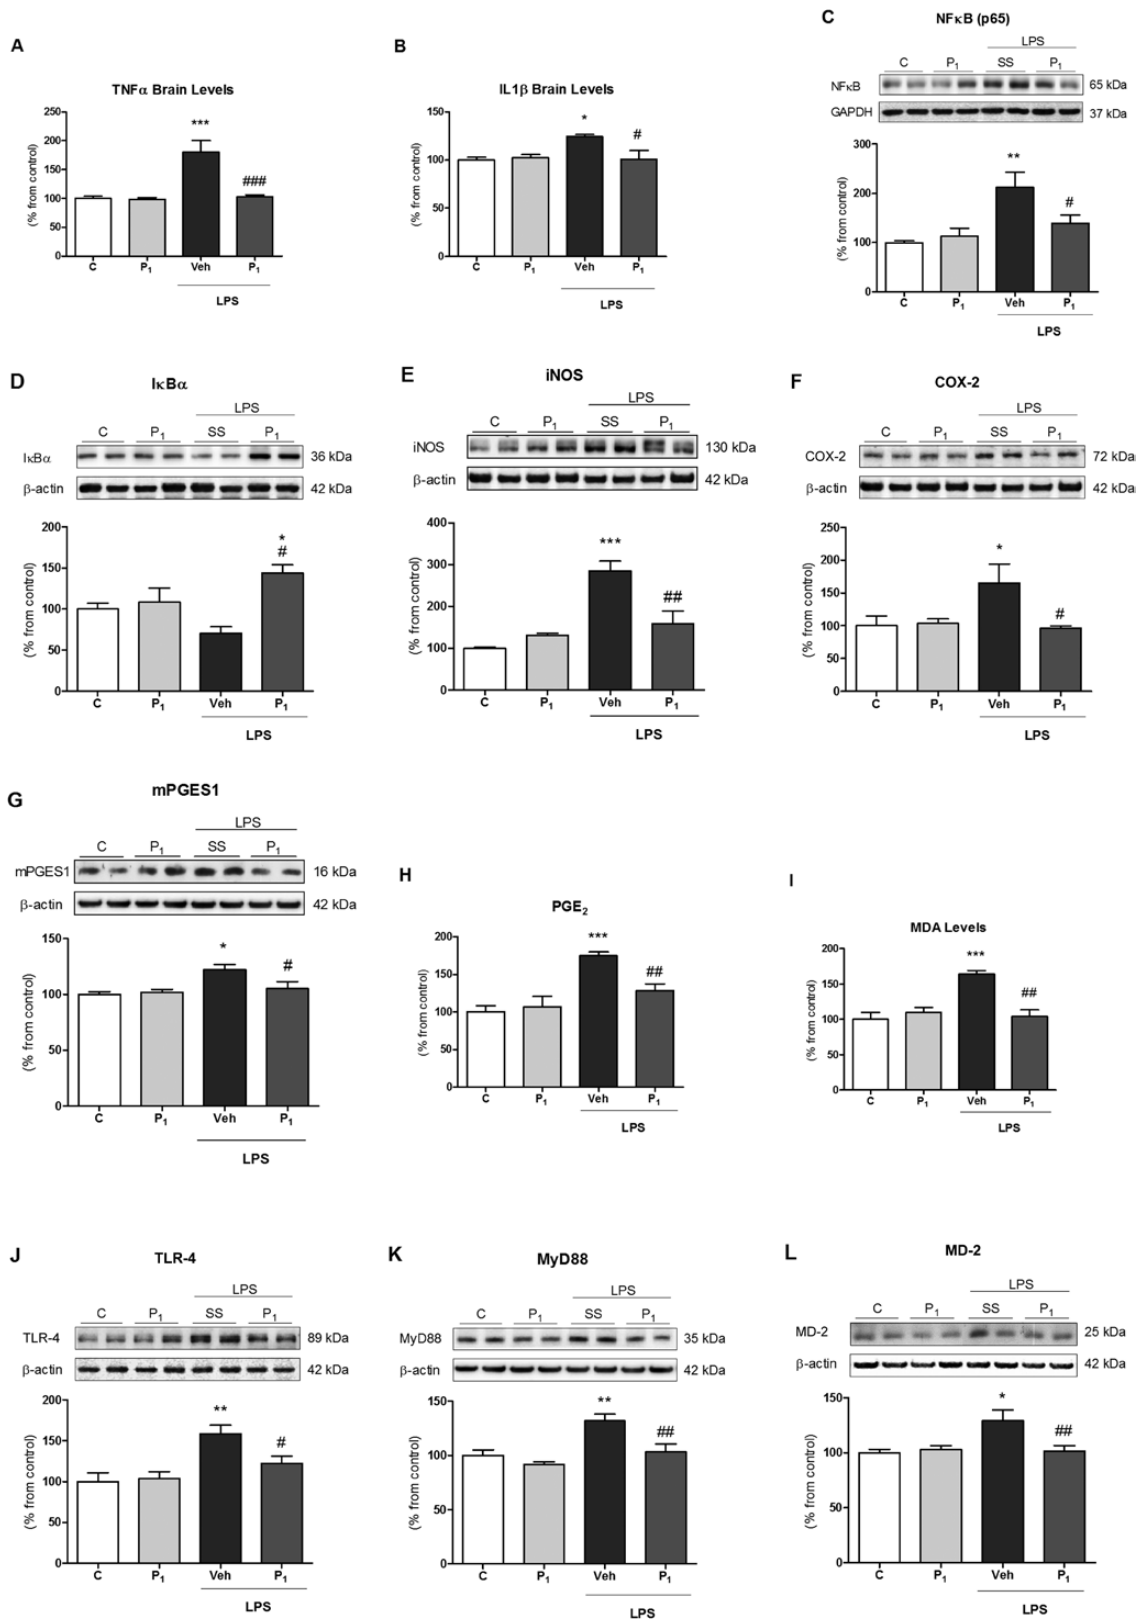 A
TNFα Brain Levels
(% from control)
250
200
150
100
50
0
***
###
C P₁ Veh P₁
LPS
B
IL1β Brain Levels
(% from control)
150
100
50
0
*
#
C P₁ Veh P₁
LPS
C
NFκB (p65)
LPS
C P₁ SS P₁
NFκB 65 kDa
GAPDH 37 kDa
(% from control)
300
200
100
0
**
#
C P₁ Veh P₁
LPS
D
IκBα
LPS
C P₁ SS P₁
IκBα 36 kDa
β-actin 42 kDa
(% from control)
200
150
100
50
0
*
#
C P₁ Veh P₁
LPS
E
iNOS
LPS
C P₁ SS P₁
iNOS 130 kDa
β-actin 42 kDa
(% from control)
400
300
200
100
0
***
##
C P₁ Veh P₁
LPS
F
COX-2
LPS
C P₁ SS P₁
COX-2 72 kDa
β-actin 42 kDa
(% from control)
250
200
150
100
50
0
*
#
C P₁ Veh P₁
LPS
G
mPGES1
LPS
C P₁ SS P₁
mPGES1 16 kDa
β-actin 42 kDa
(% from control)
150
100
50
0
*
#
C P₁ Veh P₁
LPS
H
PGE₂
(% from control)
200
150
100
50
0
***
##
C P₁ Veh P₁
LPS
I
MDA Levels
(% from control)
200
150
100
50
0
***
##
C P₁ Veh P₁
LPS
J
TLR-4
LPS
C P₁ SS P₁
TLR-4 89 kDa
β-actin 42 kDa
(% from control)
200
150
100
50
0
**
#
C P₁ Veh P₁
LPS
K
MyD88
LPS
C P₁ SS P₁
MyD88 35 kDa
β-actin 42 kDa
(% from control)
150
100
50
0
**
##
C P₁ Veh P₁
LPS
L
MD-2
LPS
C P₁ SS P₁
MD-2 25 kDa
β-actin 42 kDa
(% from control)
150
100
50
0
*
##
C P₁ Veh P₁
LPS